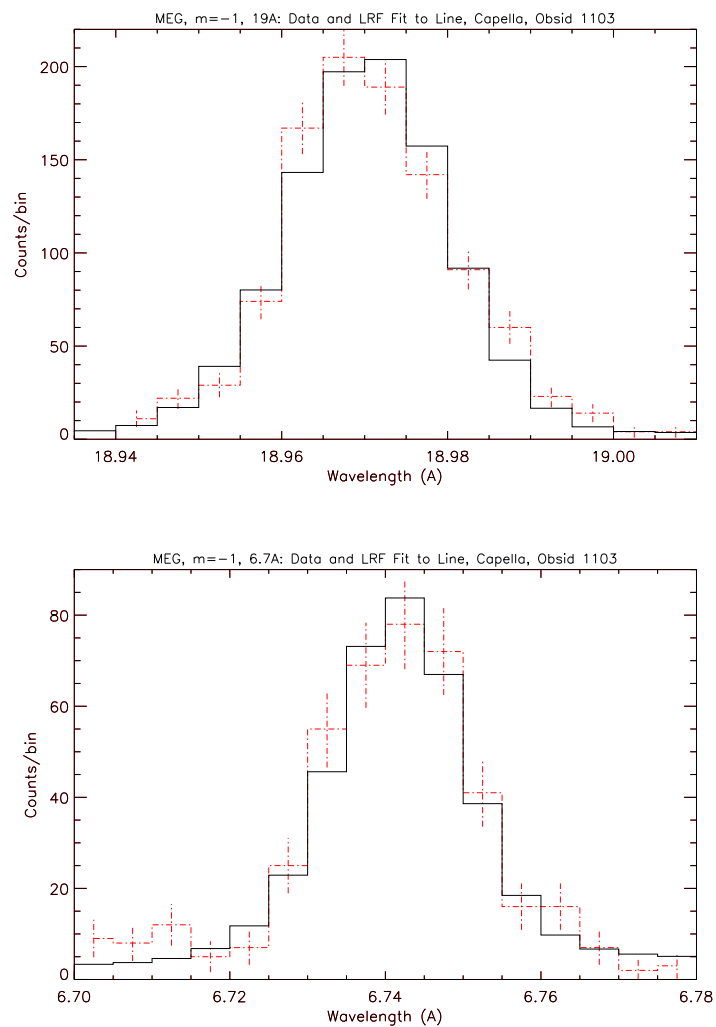 MEG, m=−1, 19A: Data and LRF Fit to Line, Capella, Obsid 1103
200
150
100
50
0
Counts/bin
18.94 18.96 18.98 19.00
Wavelength (A)
MEG, m=−1, 6.7A: Data and LRF Fit to Line, Capella, Obsid 1103
80
60
40
20
0
Counts/bin
6.70 6.72 6.74 6.76 6.78
Wavelength (A)